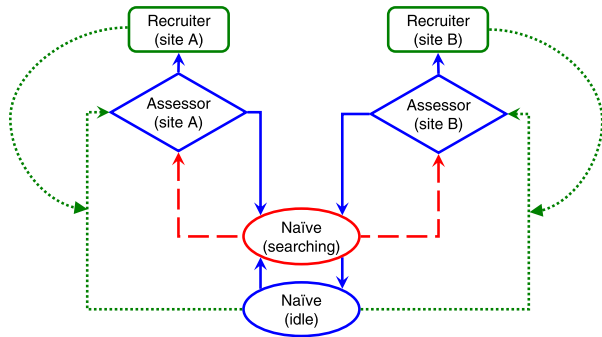 Recruiter
(site A)
Recruiter
(site B)
Assessor
(site A)
Assessor
(site B)
Naïve
(searching)
Naïve
(idle)